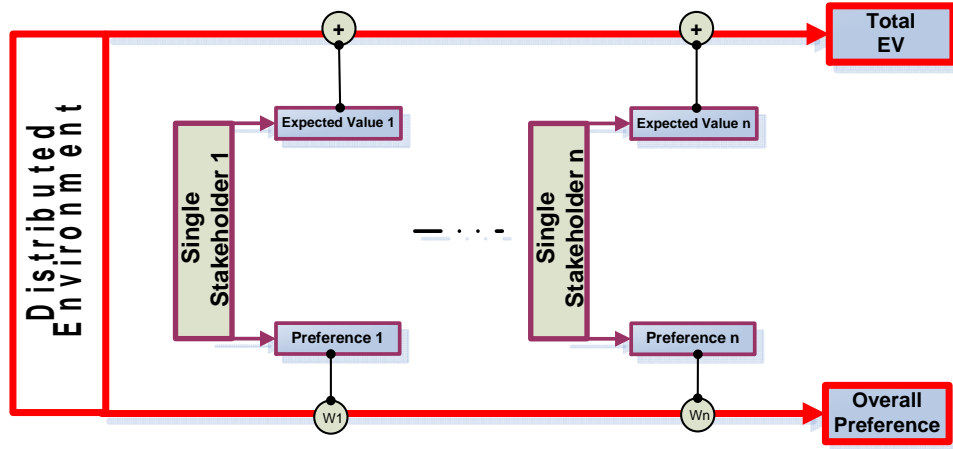 +
+
Total
EV
Distributed
Environment
Expected Value 1
Expected Value n
Single
Stakeholder 1
Single
Stakeholder n
Preference 1
Preference n
W1
Wn
Overall
Preference